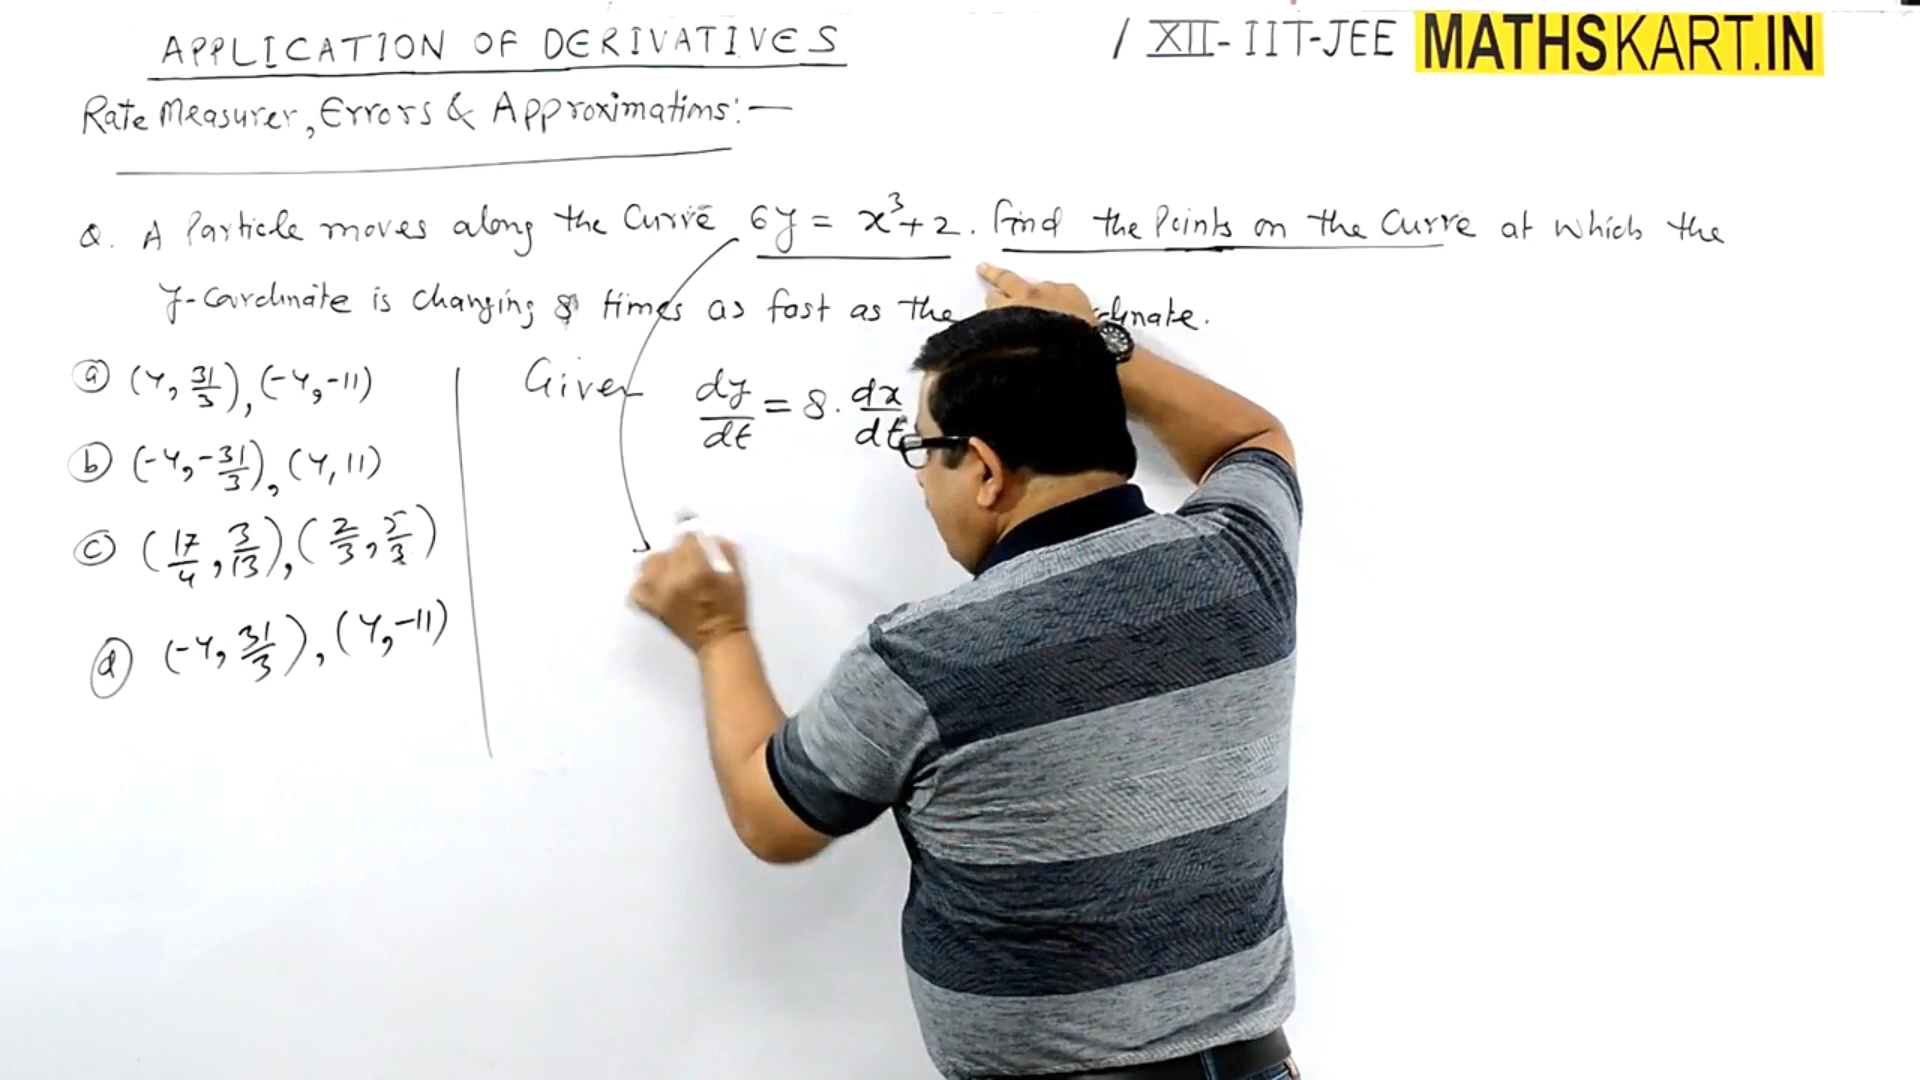 APPLICATION OF DERIVATIVES / XII-IIT-JEE MATHSKART.IN
Rate Measurer, Errors & Approximations:—
Q. A Particle moves along the Curve 6y = x³+2. Find the Points on the Curve at which the
y-Coordinate is changing 8 times as fast as the
Given dy/dt = 8. dx/dt
(a) (4, 31/3), (-4, -11)
(b) (-4, -31/3), (4, 11)
(c) (17/4, 3/13), (2/3, 5/3)
(d) (-4, 31/3), (4, -11)